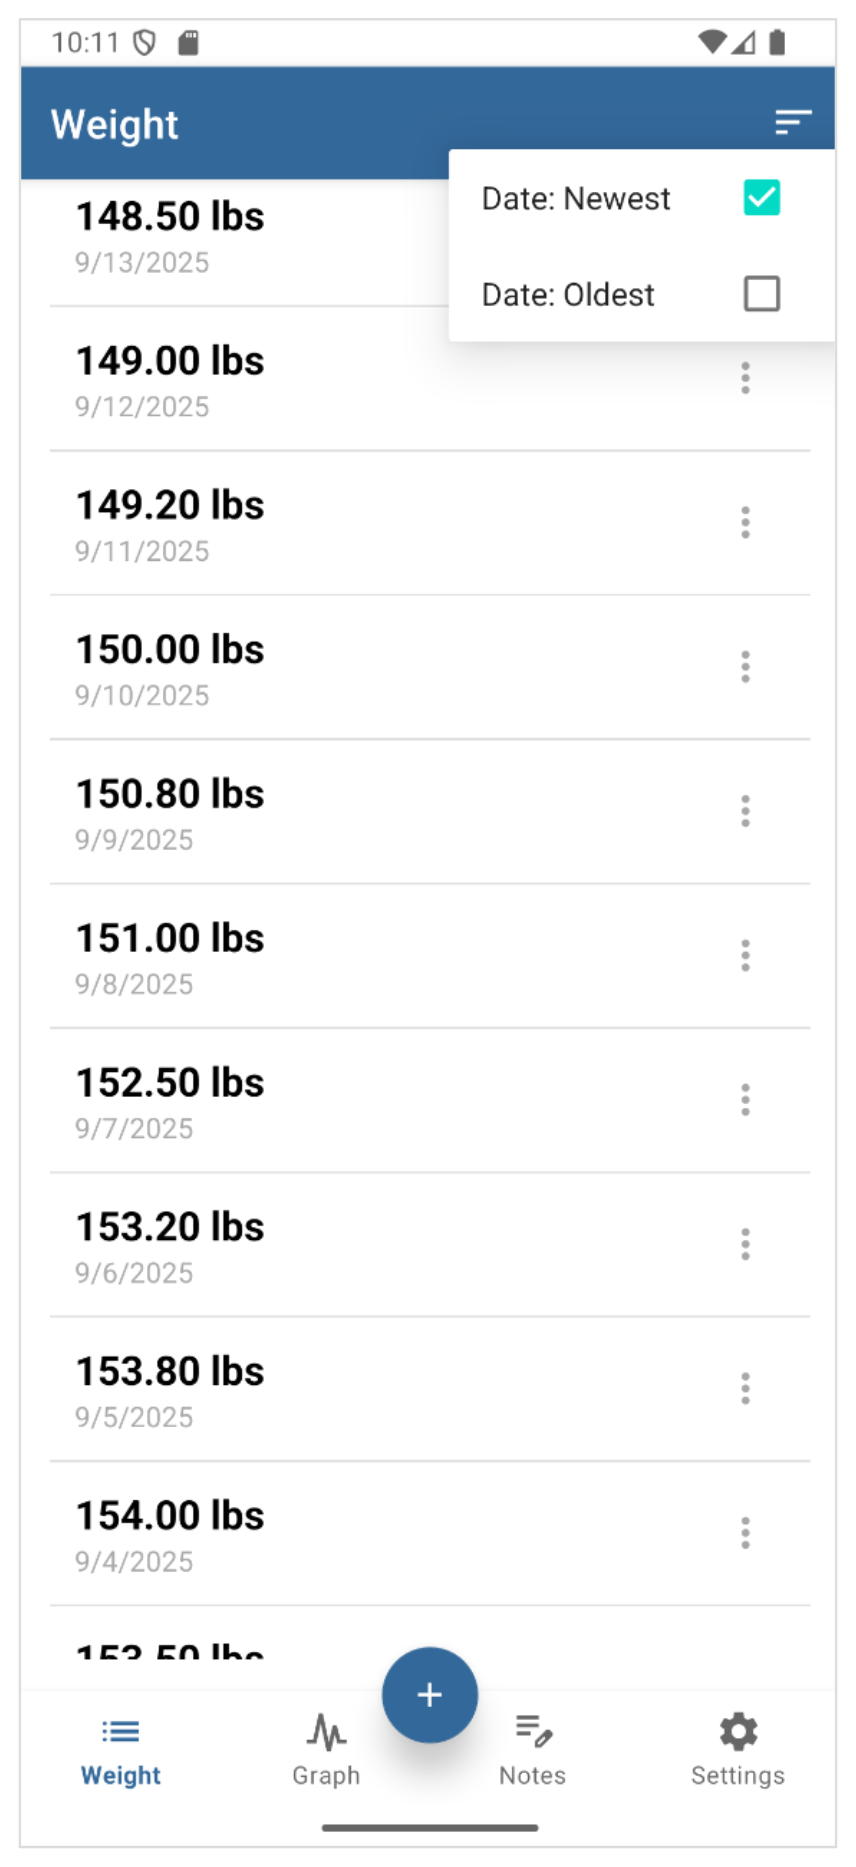 10:11
Weight
Date: Newest
Date: Oldest
148.50 lbs
9/13/2025
149.00 lbs
9/12/2025
149.20 lbs
9/11/2025
150.00 lbs
9/10/2025
150.80 lbs
9/9/2025
151.00 lbs
9/8/2025
152.50 lbs
9/7/2025
153.20 lbs
9/6/2025
153.80 lbs
9/5/2025
154.00 lbs
9/4/2025
153.50 lbs
+
Weight
Graph
Notes
Settings